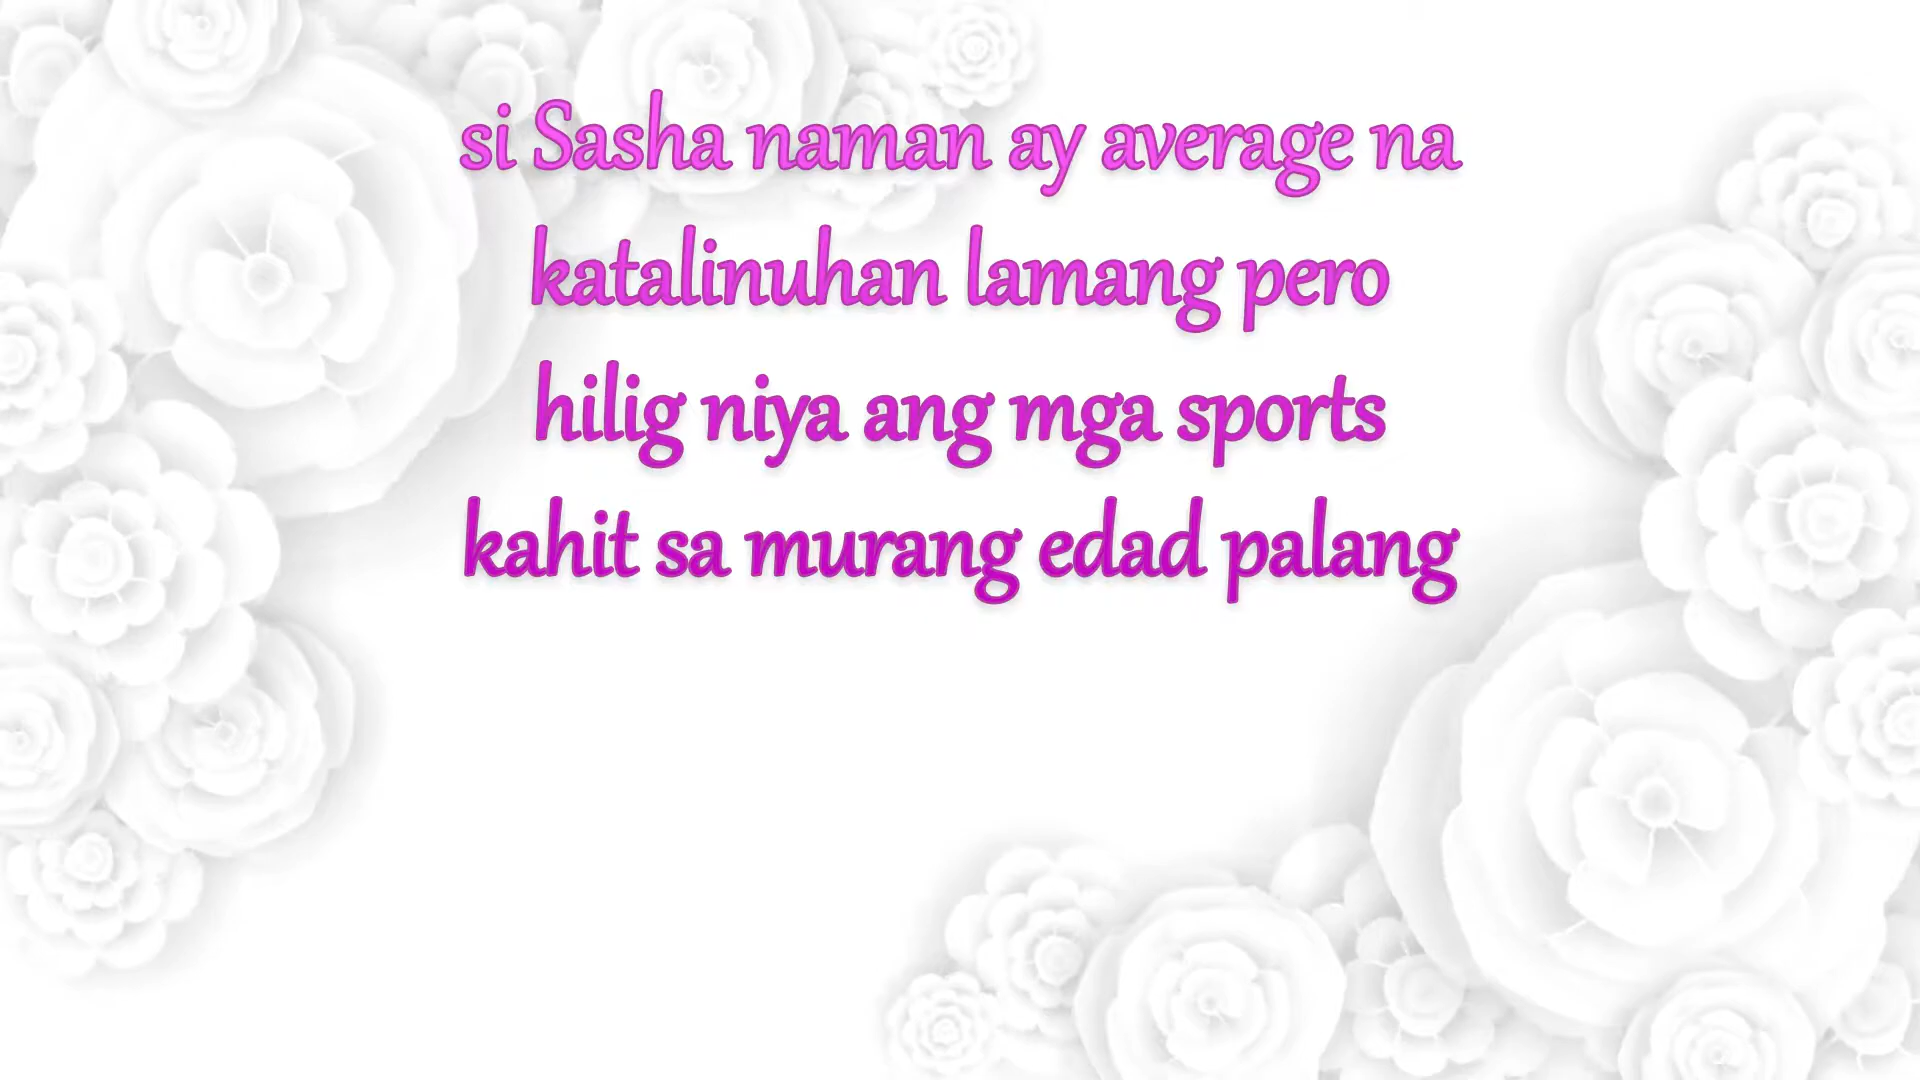 si Sasha naman ay average na
katalinuhan lamang pero
hilig niya ang mga sports
kahit sa murang edad palang